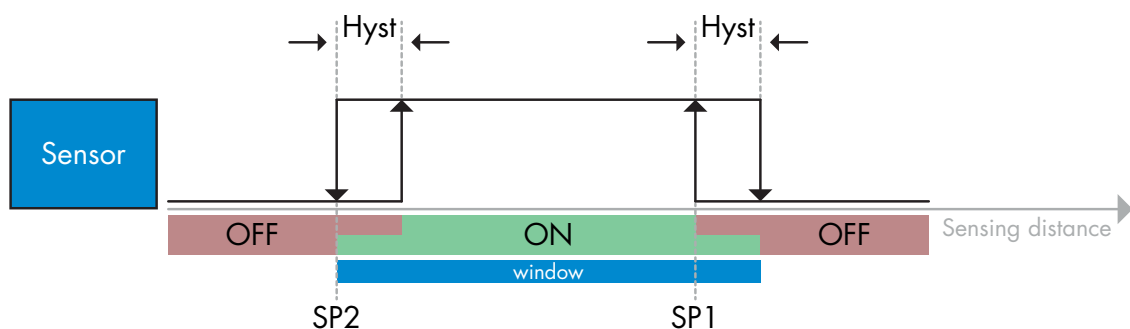 Hyst
Hyst
Sensor
OFF
ON
OFF
Sensing distance
window
SP2
SP1